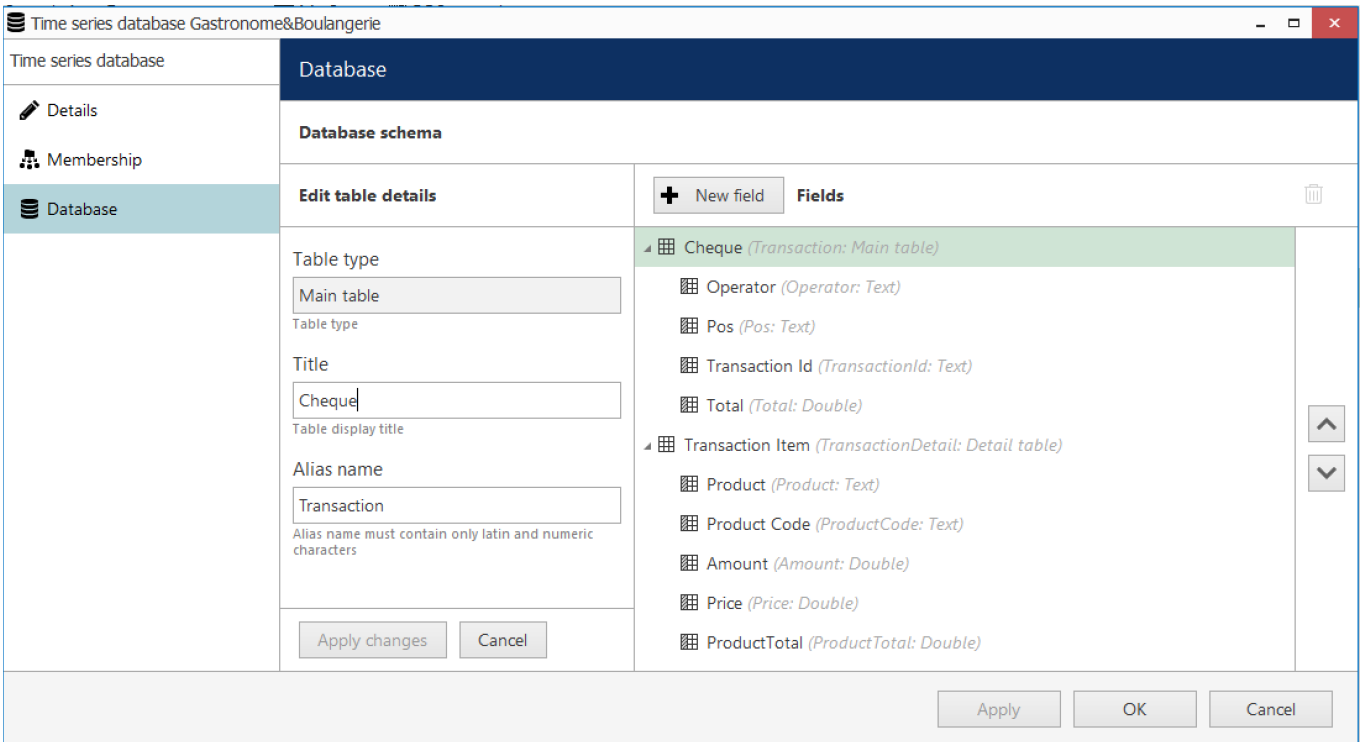 Time series database Gastronome&Boulangerie
Time series database
Details
Membership
Database
Database
Database schema
Edit table details
Table type
Main table
Table type
Title
Cheque
Table display title
Alias name
Transaction
Alias name must contain only latin and numeric
characters
Apply changes
Cancel
New field
Fields
Cheque (Transaction: Main table)
Operator (Operator: Text)
Pos (Pos: Text)
Transaction Id (TransactionId: Text)
Total (Total: Double)
Transaction Item (TransactionDetail: Detail table)
Product (Product: Text)
Product Code (ProductCode: Text)
Amount (Amount: Double)
Price (Price: Double)
ProductTotal (ProductTotal: Double)
Apply
OK
Cancel